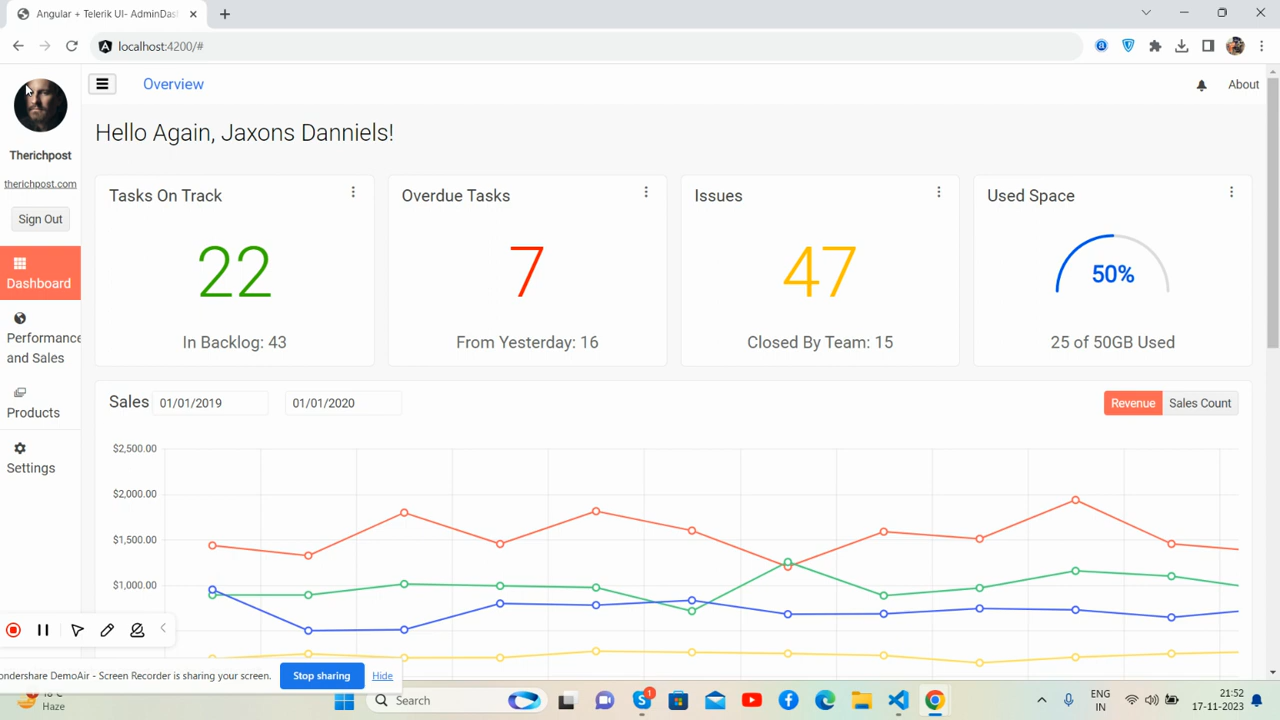 Angular + Telerik UI- AdminDas
localhost:4200/#
Overview
About
Hello Again, Jaxons Danniels!
Therichpost
therichpost.com
Sign Out
Dashboard
Performance
and Sales
Products
Settings
Tasks On Track
22
In Backlog: 43
Overdue Tasks
7
From Yesterday: 16
Issues
47
Closed By Team: 15
Used Space
50%
25 of 50GB Used
Sales 01/01/2019 01/01/2020
Revenue Sales Count
$2,500.00
$2,000.00
$1,500.00
$1,000.00
ondershare DemoAir - Screen Recorder is sharing your screen. Stop sharing Hide
Haze
Search
1
ENG
IN
21:52
17-11-2023